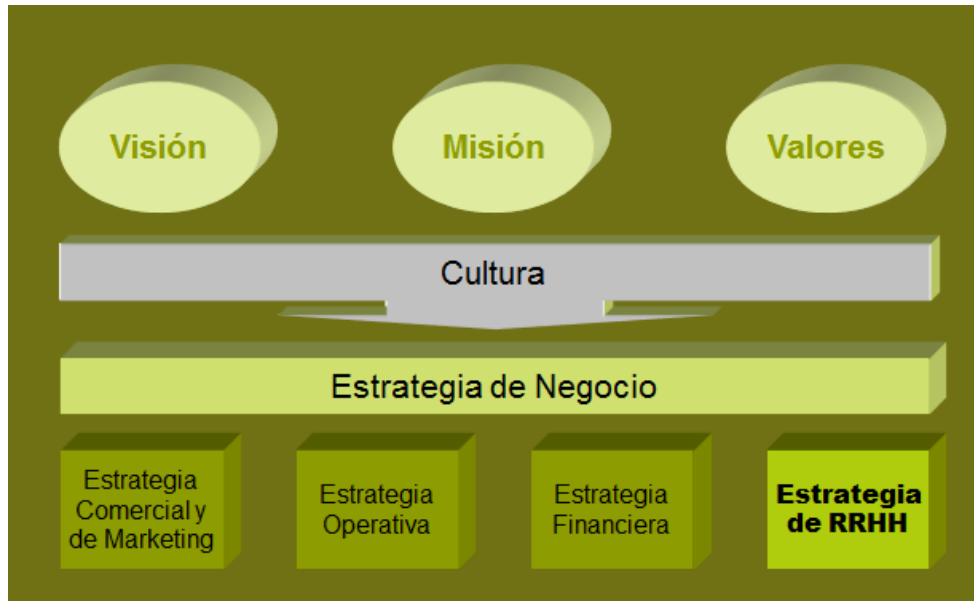 Visión
Misión
Valores
Cultura
Estrategia de Negocio
Estrategia
Comercial y
de Marketing
Estrategia
Operativa
Estrategia
Financiera
Estrategia
de RRHH